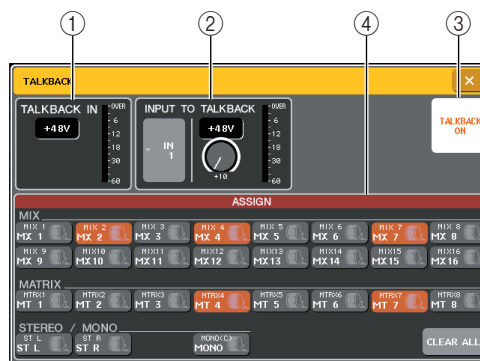 ① ② ④ ③
TALKBACK ×
TALKBACK IN OVER INPUT TO TALKBACK OVER
+48V 6 +48V 6
12 12
18 IN 18
30 1 30
60 +10 60
TALKBACK
ON
ASSIGN
MIX
MIX 1 MIX 2 MIX 3 MIX 4 MIX 5 MIX 6 MIX 7 MIX 8
MX 1 MX 2 MX 3 MX 4 MX 5 MX 6 MX 7 MX 8
MIX 9 MIX10 MIX11 MIX12 MIX13 MIX14 MIX15 MIX16
MX 9 MX10 MX11 MX12 MX13 MX14 MX15 MX16
MATRIX
MTRX1 MTRX2 MTRX3 MTRX4 MTRX5 MTRX6 MTRX7 MTRX8
MT 1 MT 2 MT 3 MT 4 MT 5 MT 6 MT 7 MT 8
STEREO / MONO
ST L ST R MONO(C)
ST L ST R MONO
CLEAR ALL